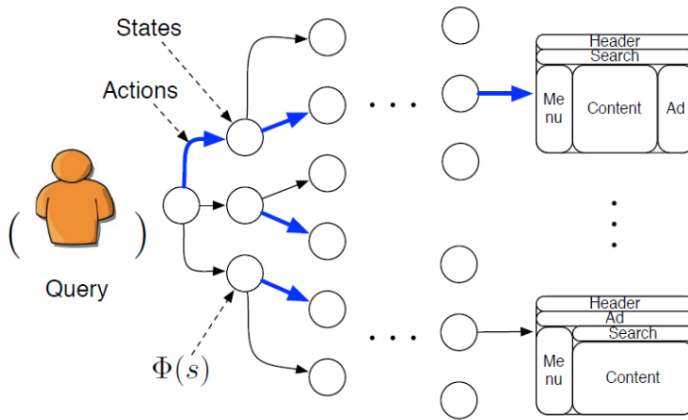 States
Actions
Header
Search
Me
nu
Content
Ad
. . .
(
)
Query
Φ(s)
. . .
Header
Ad
Search
Me
nu
Content